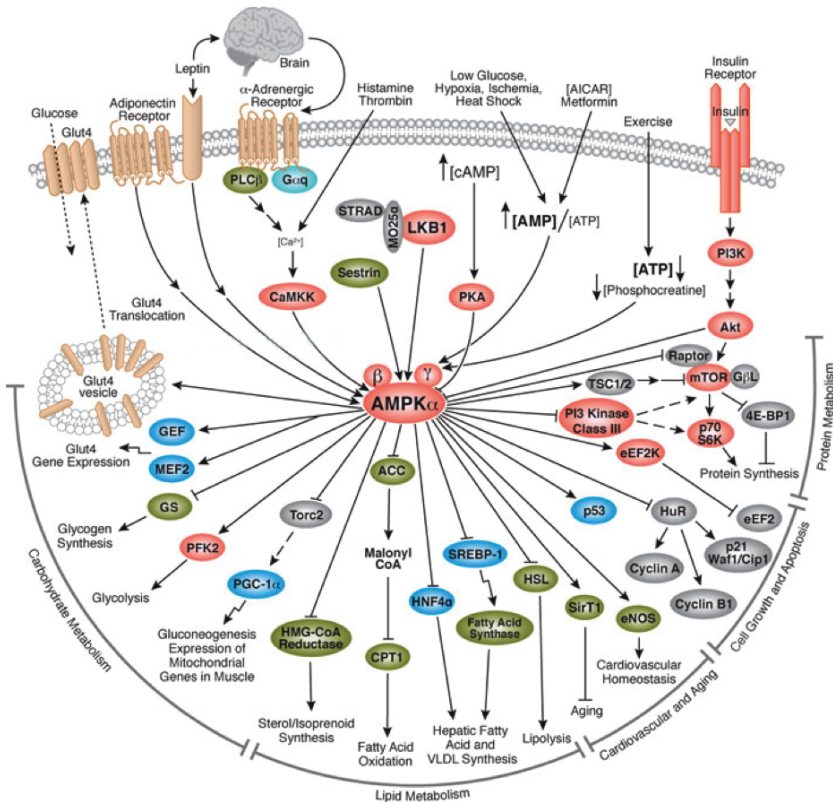 Brain
Leptin
α-Adrenergic
Receptor
Histamine
Thrombin
Low Glucose,
Hypoxia, Ischemia,
Heat Shock
[AICAR]
Metformin
Exercise
Insulin
Receptor
Insulin
Glucose
Glut4
Adiponectin
Receptor
PLCβ
Gαq
[cAMP]
[AMP]/[ATP]
[Ca²⁺]
STRAD
MO25α
LKB1
Sestrin
CaMKK
PKA
[ATP]
[Phosphocreatine]
PI3K
Akt
Glut4
Translocation
Glut4
vesicle
β
γ
AMPKα
Raptor
mTOR
GβL
TSC1/2
PI3 Kinase
Class III
p70
S6K
4E-BP1
Protein Synthesis
eEF2K
eEF2
GEF
Glut4
Gene Expression
MEF2
GS
Glycogen
Synthesis
PFK2
Glycolysis
Torc2
PGC-1α
Gluconeogenesis
Expression of
Mitochondrial
Genes in Muscle
HMG-CoA
Reductase
Sterol/Isoprenoid
Synthesis
ACC
Malonyl
CoA
CPT1
Fatty Acid
Oxidation
HNF4α
SREBP-1
Fatty Acid
Synthase
Hepatic Fatty
Acid and
VLDL Synthesis
HSL
Lipolysis
SirT1
Aging
eNOS
Cardiovascular
Homeostasis
p53
HuR
Cyclin A
Cyclin B1
p21
Waf1/Cip1
Carbohydrate Metabolism
Lipid Metabolism
Cardiovascular and Aging
Cell Growth and Apoptosis
Protein Metabolism